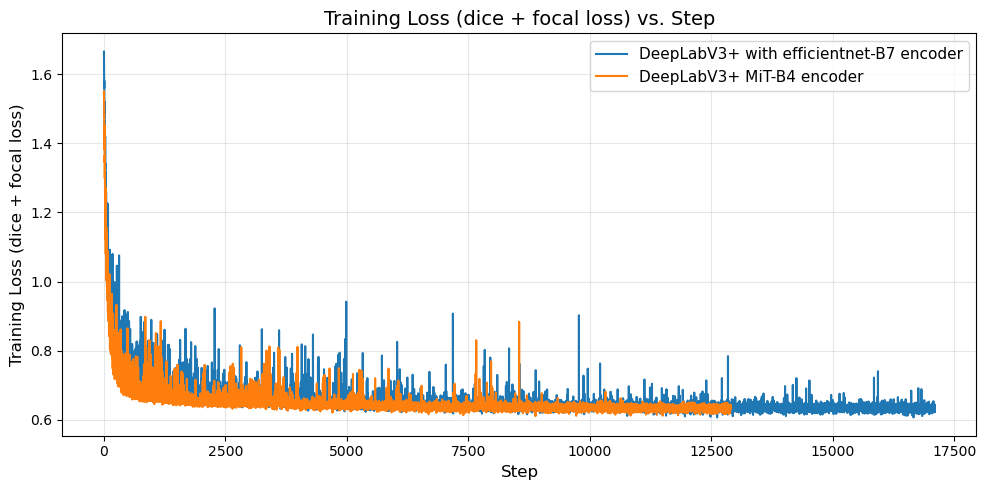 Training Loss (dice + focal loss) vs. Step
DeepLabV3+ with efficientnet-B7 encoder
DeepLabV3+ MiT-B4 encoder
Training Loss (dice + focal loss)
1.6
1.4
1.2
1.0
0.8
0.6
0 2500 5000 7500 10000 12500 15000 17500
Step